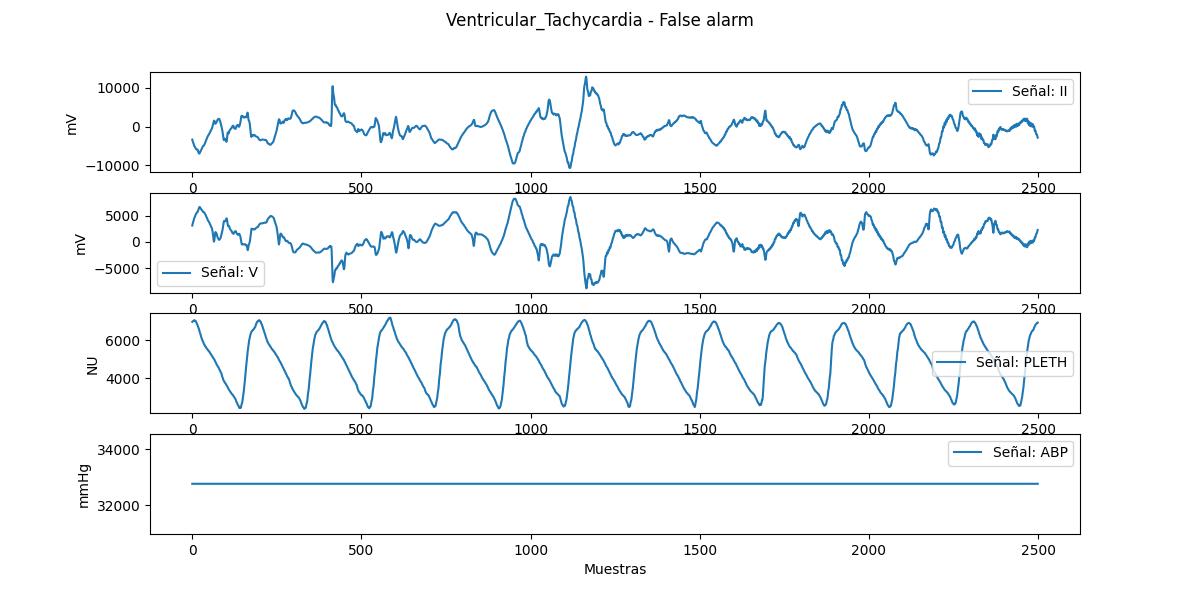 Ventricular_Tachycardia - False alarm
10000
0
−10000
mV
Señal: II
0 500 1000 1500 2000 2500
5000
0
−5000
mV
Señal: V
0 500 1000 1500 2000 2500
6000
4000
NU
Señal: PLETH
0 500 1000 1500 2000 2500
34000
32000
mmHg
Señal: ABP
0 500 1000 1500 2000 2500
Muestras